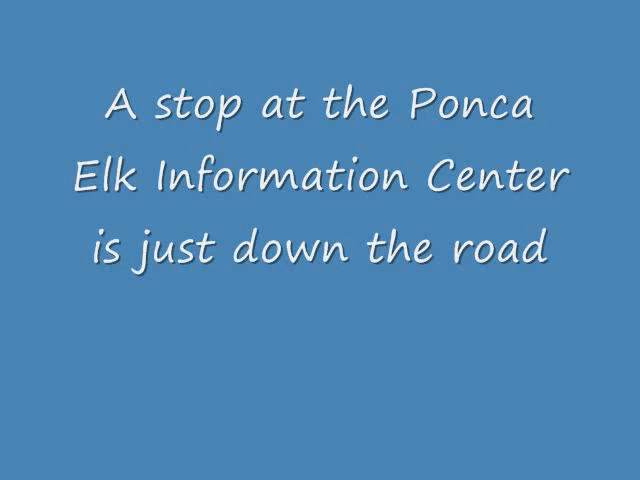 A stop at the Ponca
Elk Information Center
is just down the road